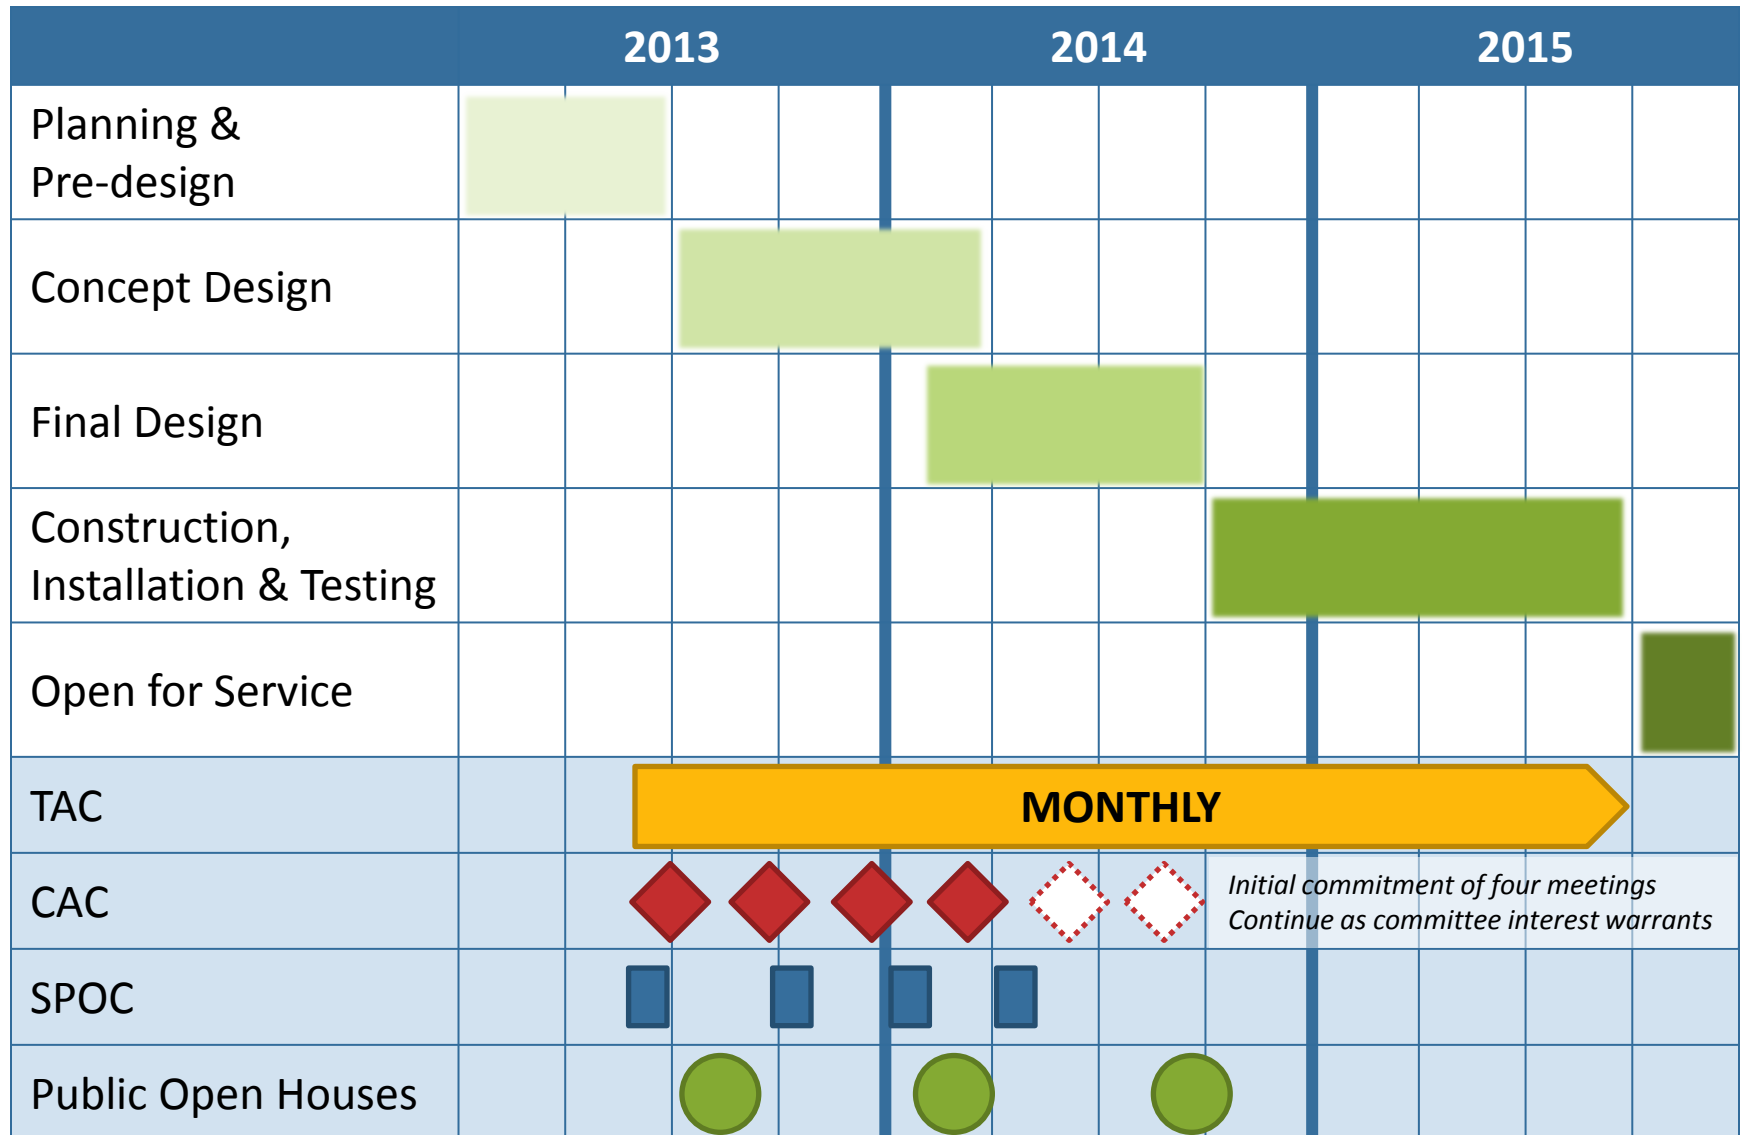 2013 2014 2015
Planning &
Pre-design
Concept Design
Final Design
Construction,
Installation & Testing
Open for Service
TAC
MONTHLY
CAC
Initial commitment of four meetings
Continue as committee interest warrants
SPOC
Public Open Houses